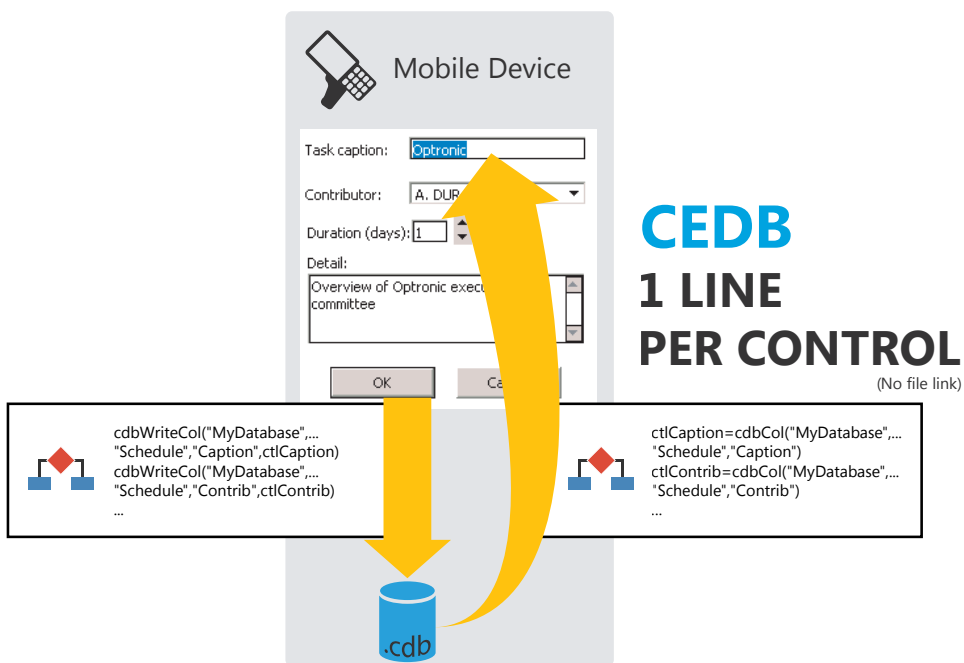 Mobile Device
Task caption: Optronic
Contributor: A. DUR
Duration (days): 1
Detail:
Overview of Optronic
committee
OK
CEDB
1 LINE
PER CONTROL
(No file link)
cdbWriteCol("MyDatabase",...
"Schedule","Caption",ctlCaption)
cdbWriteCol("MyDatabase",...
"Schedule","Contrib",ctlContrib)
...
ctlCaption=cdbCol("MyDatabase",...
"Schedule","Caption")
ctlContrib=cdbCol("MyDatabase",...
"Schedule","Contrib")
...
.cdb